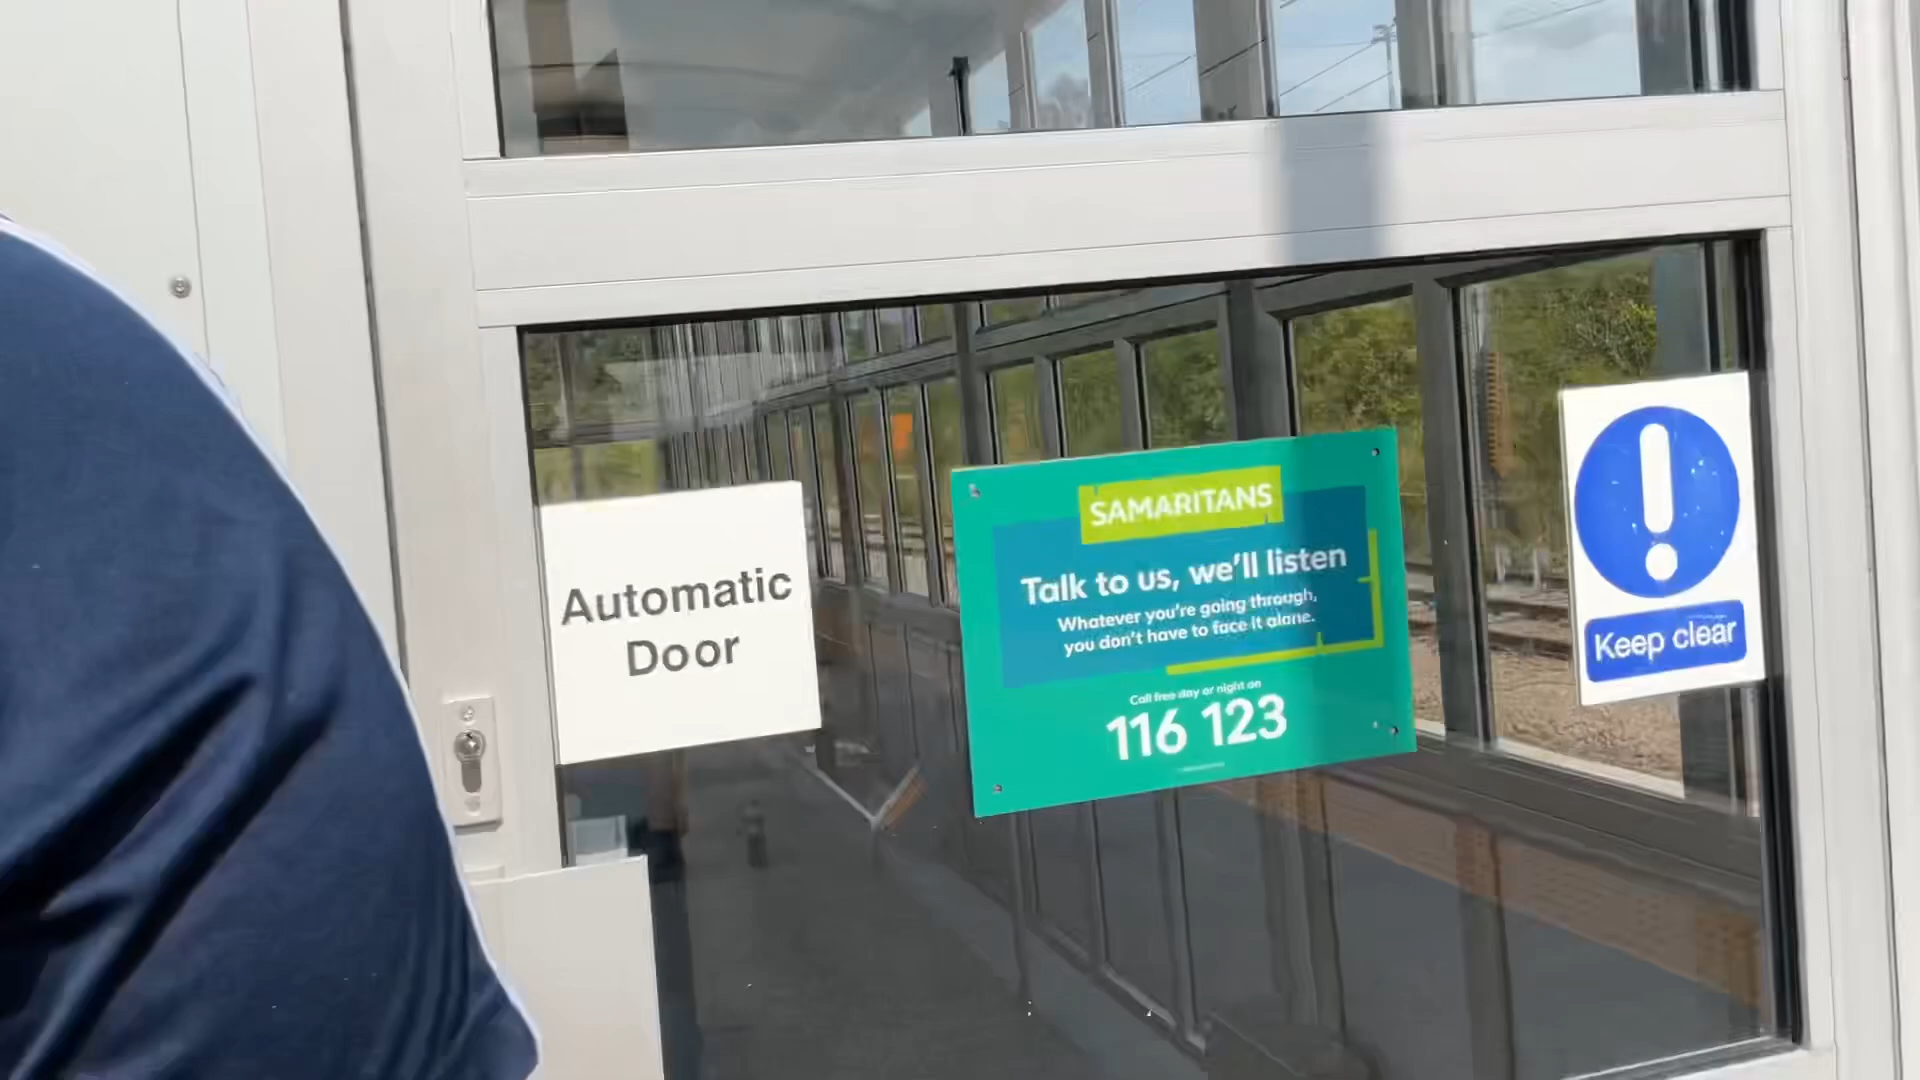 Automatic
Door
SAMARITANS
Talk to us, we'll listen
Whatever you're going through,
you don't have to face it alone.
Call free day or night on
116 123
Keep clear